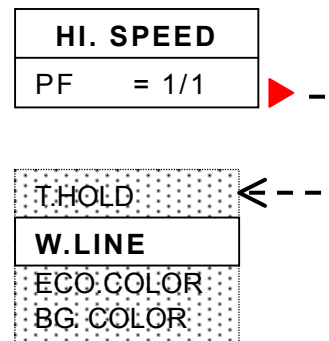 HI. SPEED
PF = 1/1
T.HOLD
W.LINE
ECO.COLOR
BG. COLOR